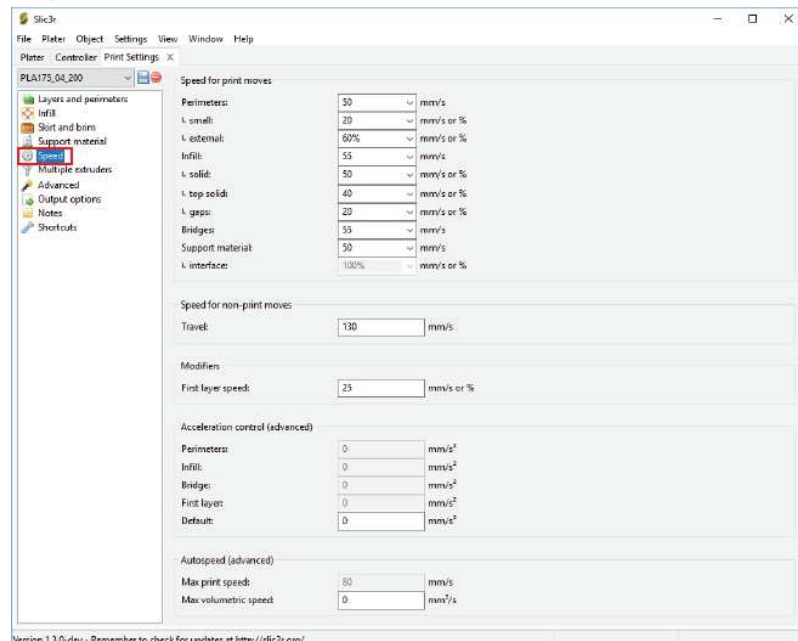 Slic3r
File Plater Object Settings View Window Help
Plater Controller Print Settings
PLA175_04_200
Layers and perimeters
Infill
Skirt and brim
Support material
Speed
Multiple extruders
Advanced
Output options
Notes
Shortcuts
Speed for print moves
Perimeters: 50 mm/s
small: 20 mm/s or %
external: 60% mm/s or %
Infill: 55 mm/s
solid: 50 mm/s or %
top solid: 40 mm/s or %
gaps: 20 mm/s or %
Bridges: 55 mm/s
Support material: 50 mm/s
interface: 100% mm/s or %
Speed for non-print moves
Travel: 130 mm/s
Modifiers
First layer speed: 25 mm/s or %
Acceleration control (advanced)
Perimeters: 0 mm/s²
Infill: 0 mm/s²
Bridge: 0 mm/s²
First layer: 0 mm/s²
Default: 0 mm/s²
Autospeed (advanced)
Max print speed: 80 mm/s
Max volumetric speed: 0 mm³/s
Version 1.3.0-dev - Remember to check for updates at http://slic3r.org/